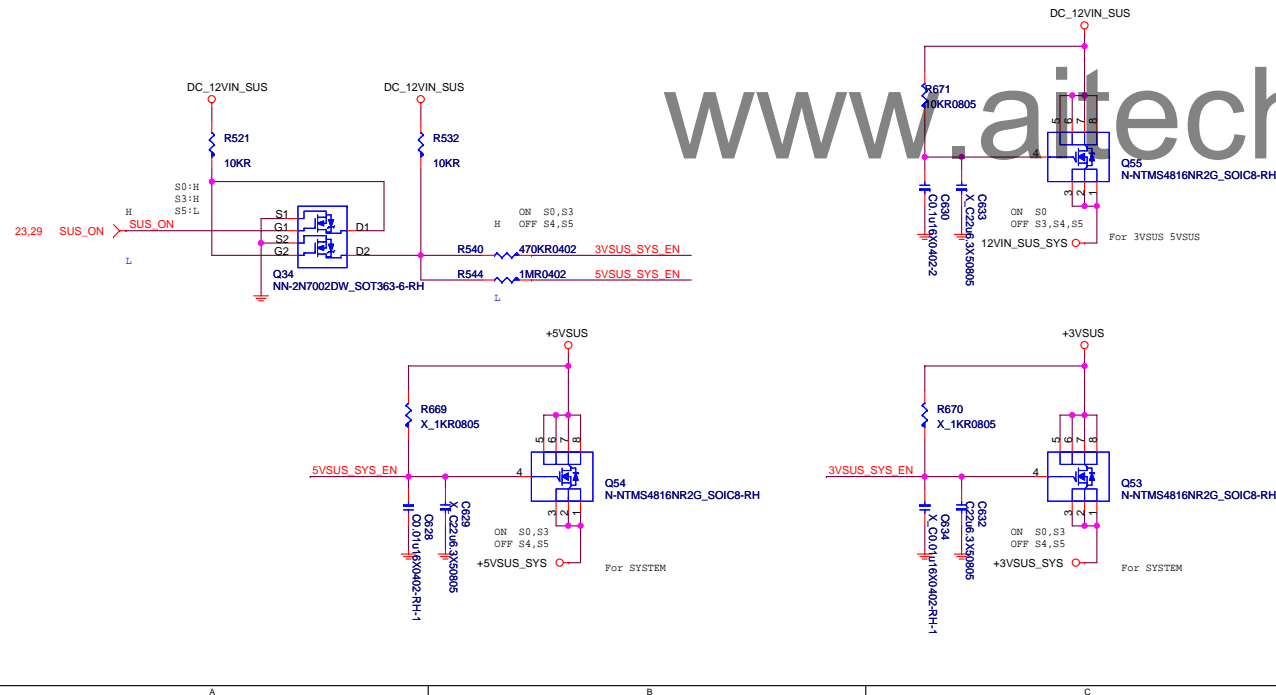 DC_12VIN_SUS
DC_12VIN_SUS
DC_12VIN_SUS
www.aitech
R521
10KR
R532
10KR
R671
10KR0805
S0:H
S3:H
S5:L
H
23,29 SUS_ON
SUS_ON
L
S1
G1
S2
G2
D1
D2
Q34
NN-2N7002DW_SOT363-6-RH
ON S0,S3
H OFF S4,S5
R540
470KR0402
3VSUS_SYS_EN
R544
1MR0402
5VSUS_SYS_EN
L
5
6
7
8
4
3
2
1
Q55
N-NTMS4816NR2G_SOIC8-RH
C630
C0.1u16X0402-2
C633
X_C22u6.3X50805
ON S0
OFF S3,S4,S5
12VIN_SUS_SYS
For 3VSUS 5VSUS
+5VSUS
R669
X_1KR0805
5VSUS_SYS_EN
5
6
7
8
4
3
2
1
Q54
N-NTMS4816NR2G_SOIC8-RH
C628
C0.01u16X0402-RH-1
C629
X_C22u6.3X50805
ON S0,S3
OFF S4,S5
+5VSUS_SYS
For SYSTEM
+3VSUS
R670
X_1KR0805
3VSUS_SYS_EN
5
6
7
8
4
3
2
1
Q53
N-NTMS4816NR2G_SOIC8-RH
C634
X_C0.01u16X0402-RH-1
C632
C22u6.3X50805
ON S0,S3
OFF S4,S5
+3VSUS_SYS
For SYSTEM
A
B
C